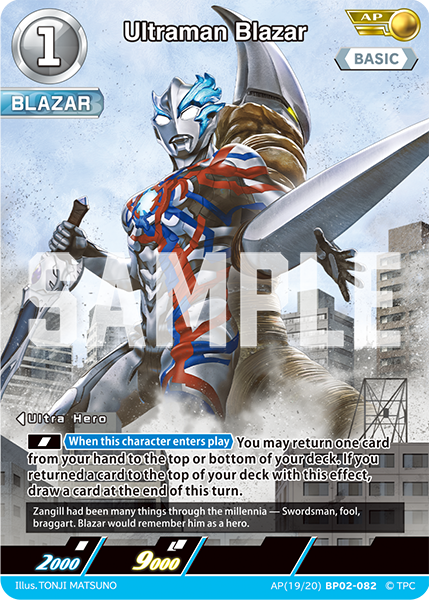 Ultraman Blazar
AP
1
BASIC
BLAZAR
SAMPLE
Ultra Hero
When this character enters play You may return one card
from your hand to the top or bottom of your deck. If you
returned a card to the top of your deck with this effect,
draw a card at the end of this turn.
Zangill had been many things through the millennia — Swordsman, fool,
braggart. Blazar would remember him as a hero.
2000 9000
Illus. TONJI MATSUNO AP(19/20) BP02-082 © TPC